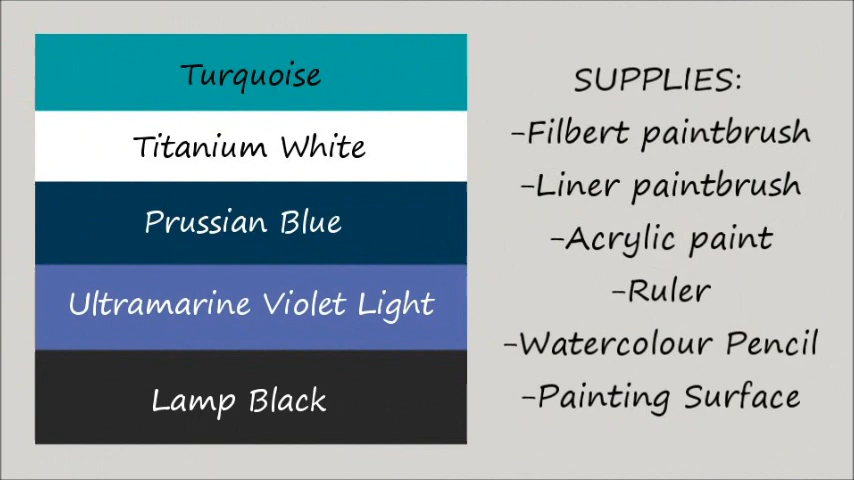 Turquoise
Titanium White
Prussian Blue
Ultramarine Violet Light
Lamp Black
SUPPLIES:
-Filbert paintbrush
-Liner paintbrush
-Acrylic paint
-Ruler
-Watercolour Pencil
-Painting Surface